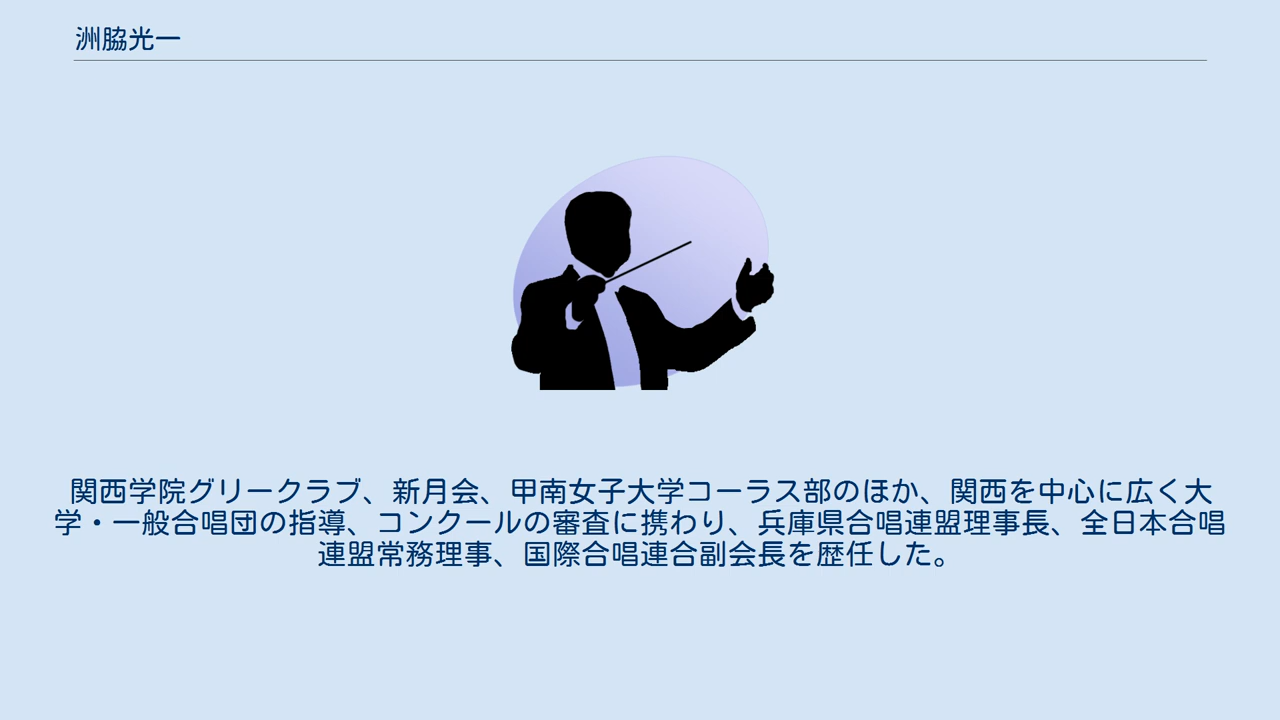 洲脇光一
関西学院グリークラブ、新月会、甲南女子大学コーラス部のほか、関西を中心に広く大
学・一般合唱団の指導、コンクールの審査に携わり、兵庫県合唱連盟理事長、全日本合唱
連盟常務理事、国際合唱連合副会長を歴任した。